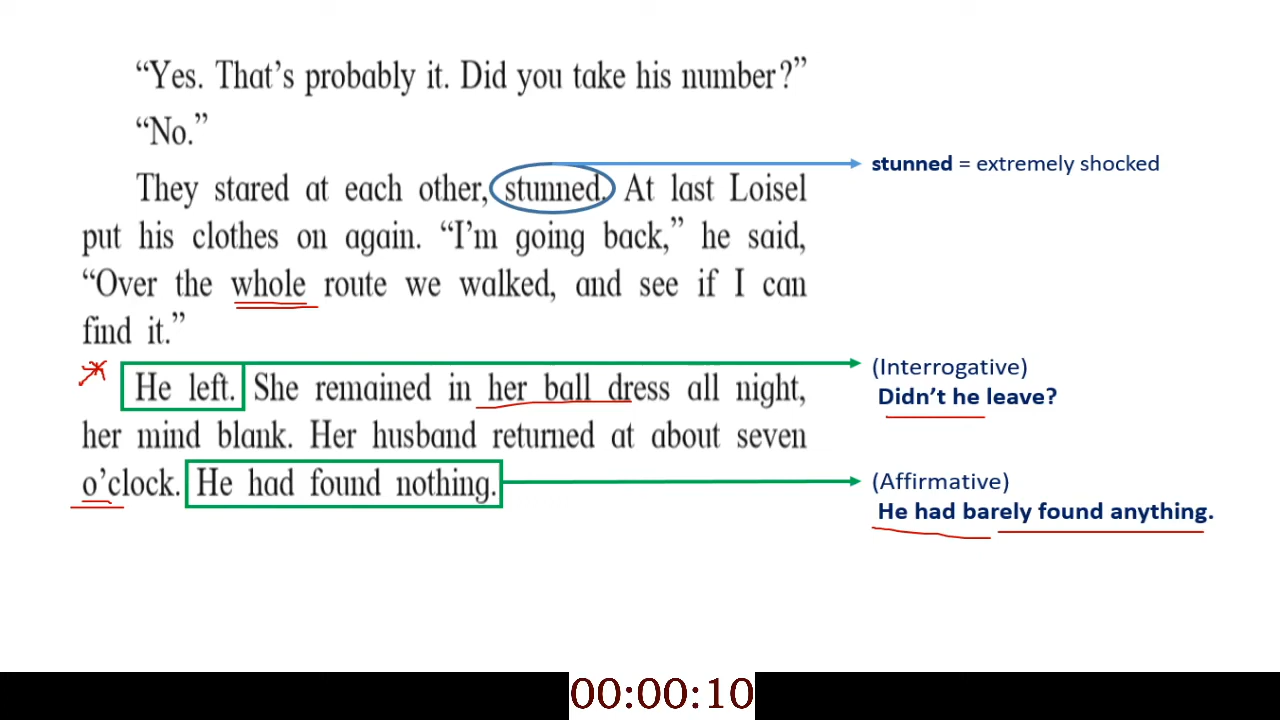 “Yes. That’s probably it. Did you take his number?”
“No.”
They stared at each other, stunned. At last Loisel
put his clothes on again. “I’m going back,” he said,
“Over the whole route we walked, and see if I can
find it.”
He left. She remained in her ball dress all night,
her mind blank. Her husband returned at about seven
o’clock. He had found nothing.
stunned = extremely shocked
(Interrogative)
Didn’t he leave?
(Affirmative)
He had barely found anything.
00:00:10